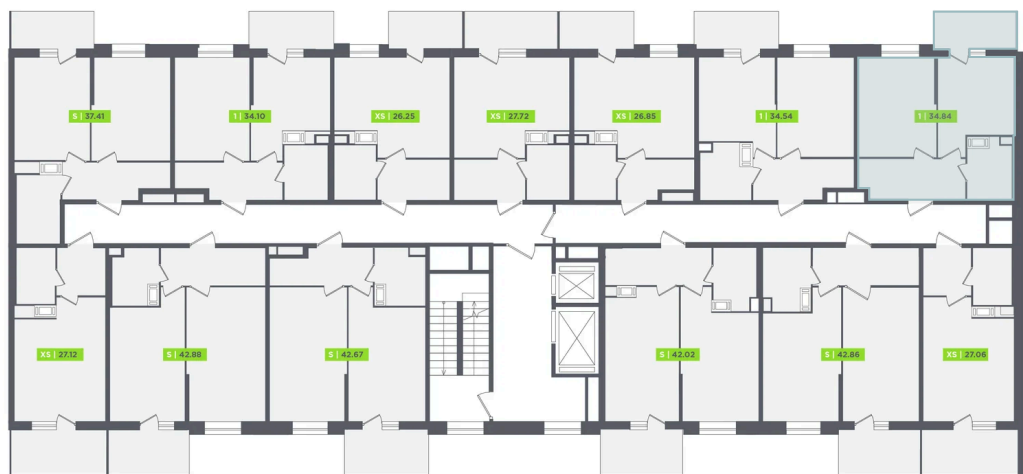 S | 37.41
1 | 34.10
XS | 26.25
XS | 27.72
XS | 26.85
1 | 34.54
1 | 34.84
XS | 27.12
S | 42.88
S | 42.67
S | 42.02
S | 42.86
XS | 27.06